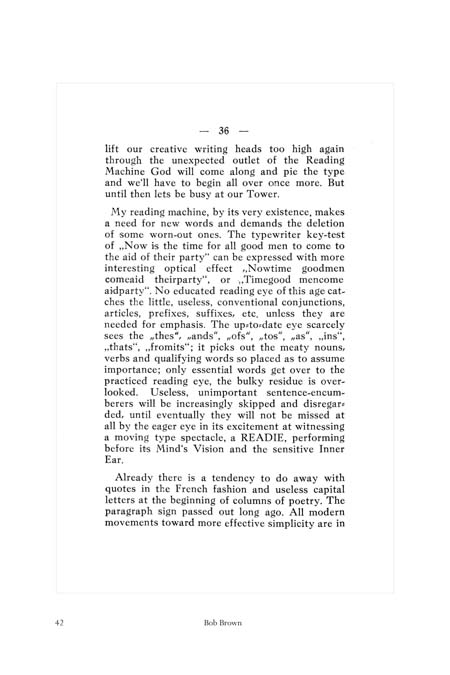 — 36 —
lift our creative writing heads too high again
through the unexpected outlet of the Reading
Machine God will come along and pie the type
and we'll have to begin all over once more. But
until then lets be busy at our Tower.
My reading machine, by its very existence, makes
a need for new words and demands the deletion
of some worn-out ones. The typewriter key-test
of „Now is the time for all good men to come to
the aid of their party" can be expressed with more
interesting optical effect „Nowtime goodmen
comeaid theirparty", or „Timegood mencome
aidparty". No educated reading eye of this age cat-
ches the little, useless, conventional conjunctions,
articles, prefixes, suffixes, etc. unless they are
needed for emphasis. The up=to=date eye scarcely
sees the „thes", „ands", „ofs", „tos", „as", „ins",
„thats", „fromits"; it picks out the meaty nouns,
verbs and qualifying words so placed as to assume
importance; only essential words get over to the
practiced reading eye, the bulky residue is over-
looked. Useless, unimportant sentence-encum-
berers will be increasingly skipped and disregar=
ded, until eventually they will not be missed at
all by the eager eye in its excitement at witnessing
a moving type spectacle, a READIE, performing
before its Mind's Vision and the sensitive Inner
Ear.
Already there is a tendency to do away with
quotes in the French fashion and useless capital
letters at the beginning of columns of poetry. The
paragraph sign passed out long ago. All modern
movements toward more effective simplicity are in
42 Bob Brown